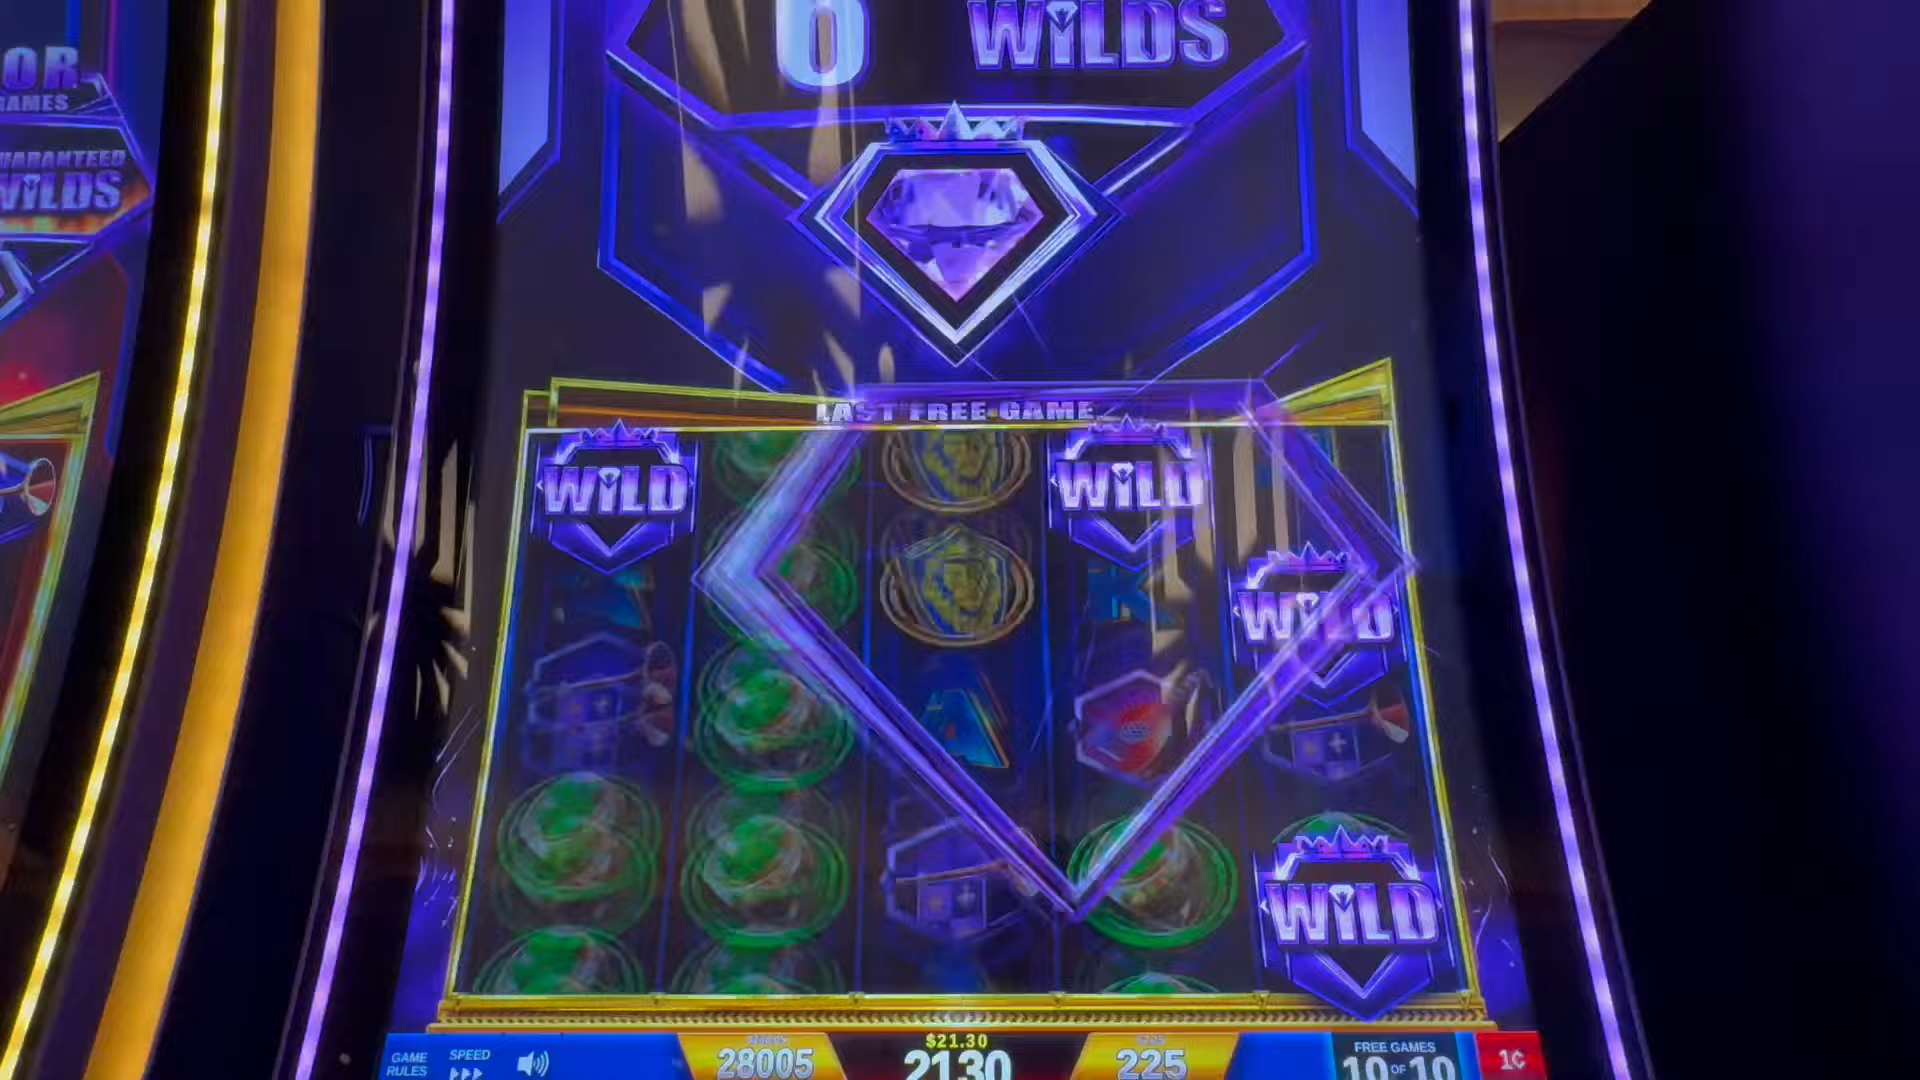 6 WILDS
OR
GAMES
GUARANTEED
WILDS
LAST FREE GAME
WILD
WILD
WILD
WILD
A
K
A
GAME RULES
SPEED
28005
$21.30
2130
225
FREE GAMES
10 OF 10
1¢